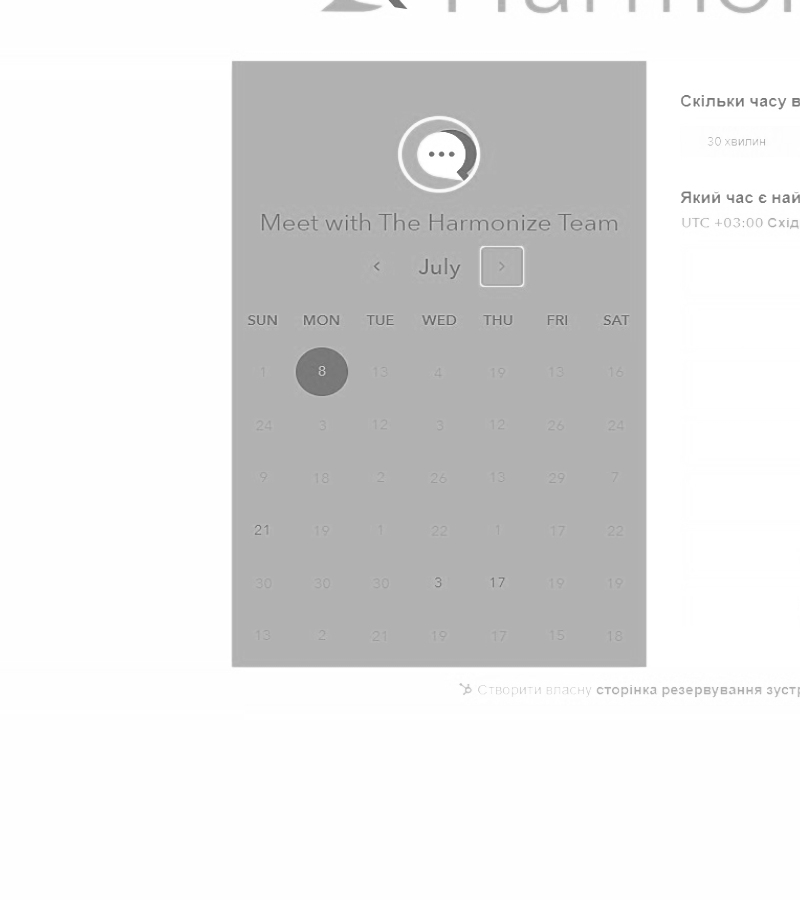 Meet with The Harmonize Team
July
SUN MON TUE WED THU FRI SAT
1 8 13 4 19 13 16
24 3 12 3 12 26 24
9 18 2 26 13 29 7
21 19 1 22 1 17 22
30 30 30 3 17 19 19
13 2 21 19 17 15 18
Скільки часу в
30 хвилин
Який час є най
UTC +03:00 Схід
Створити власну сторінка резервування зустр